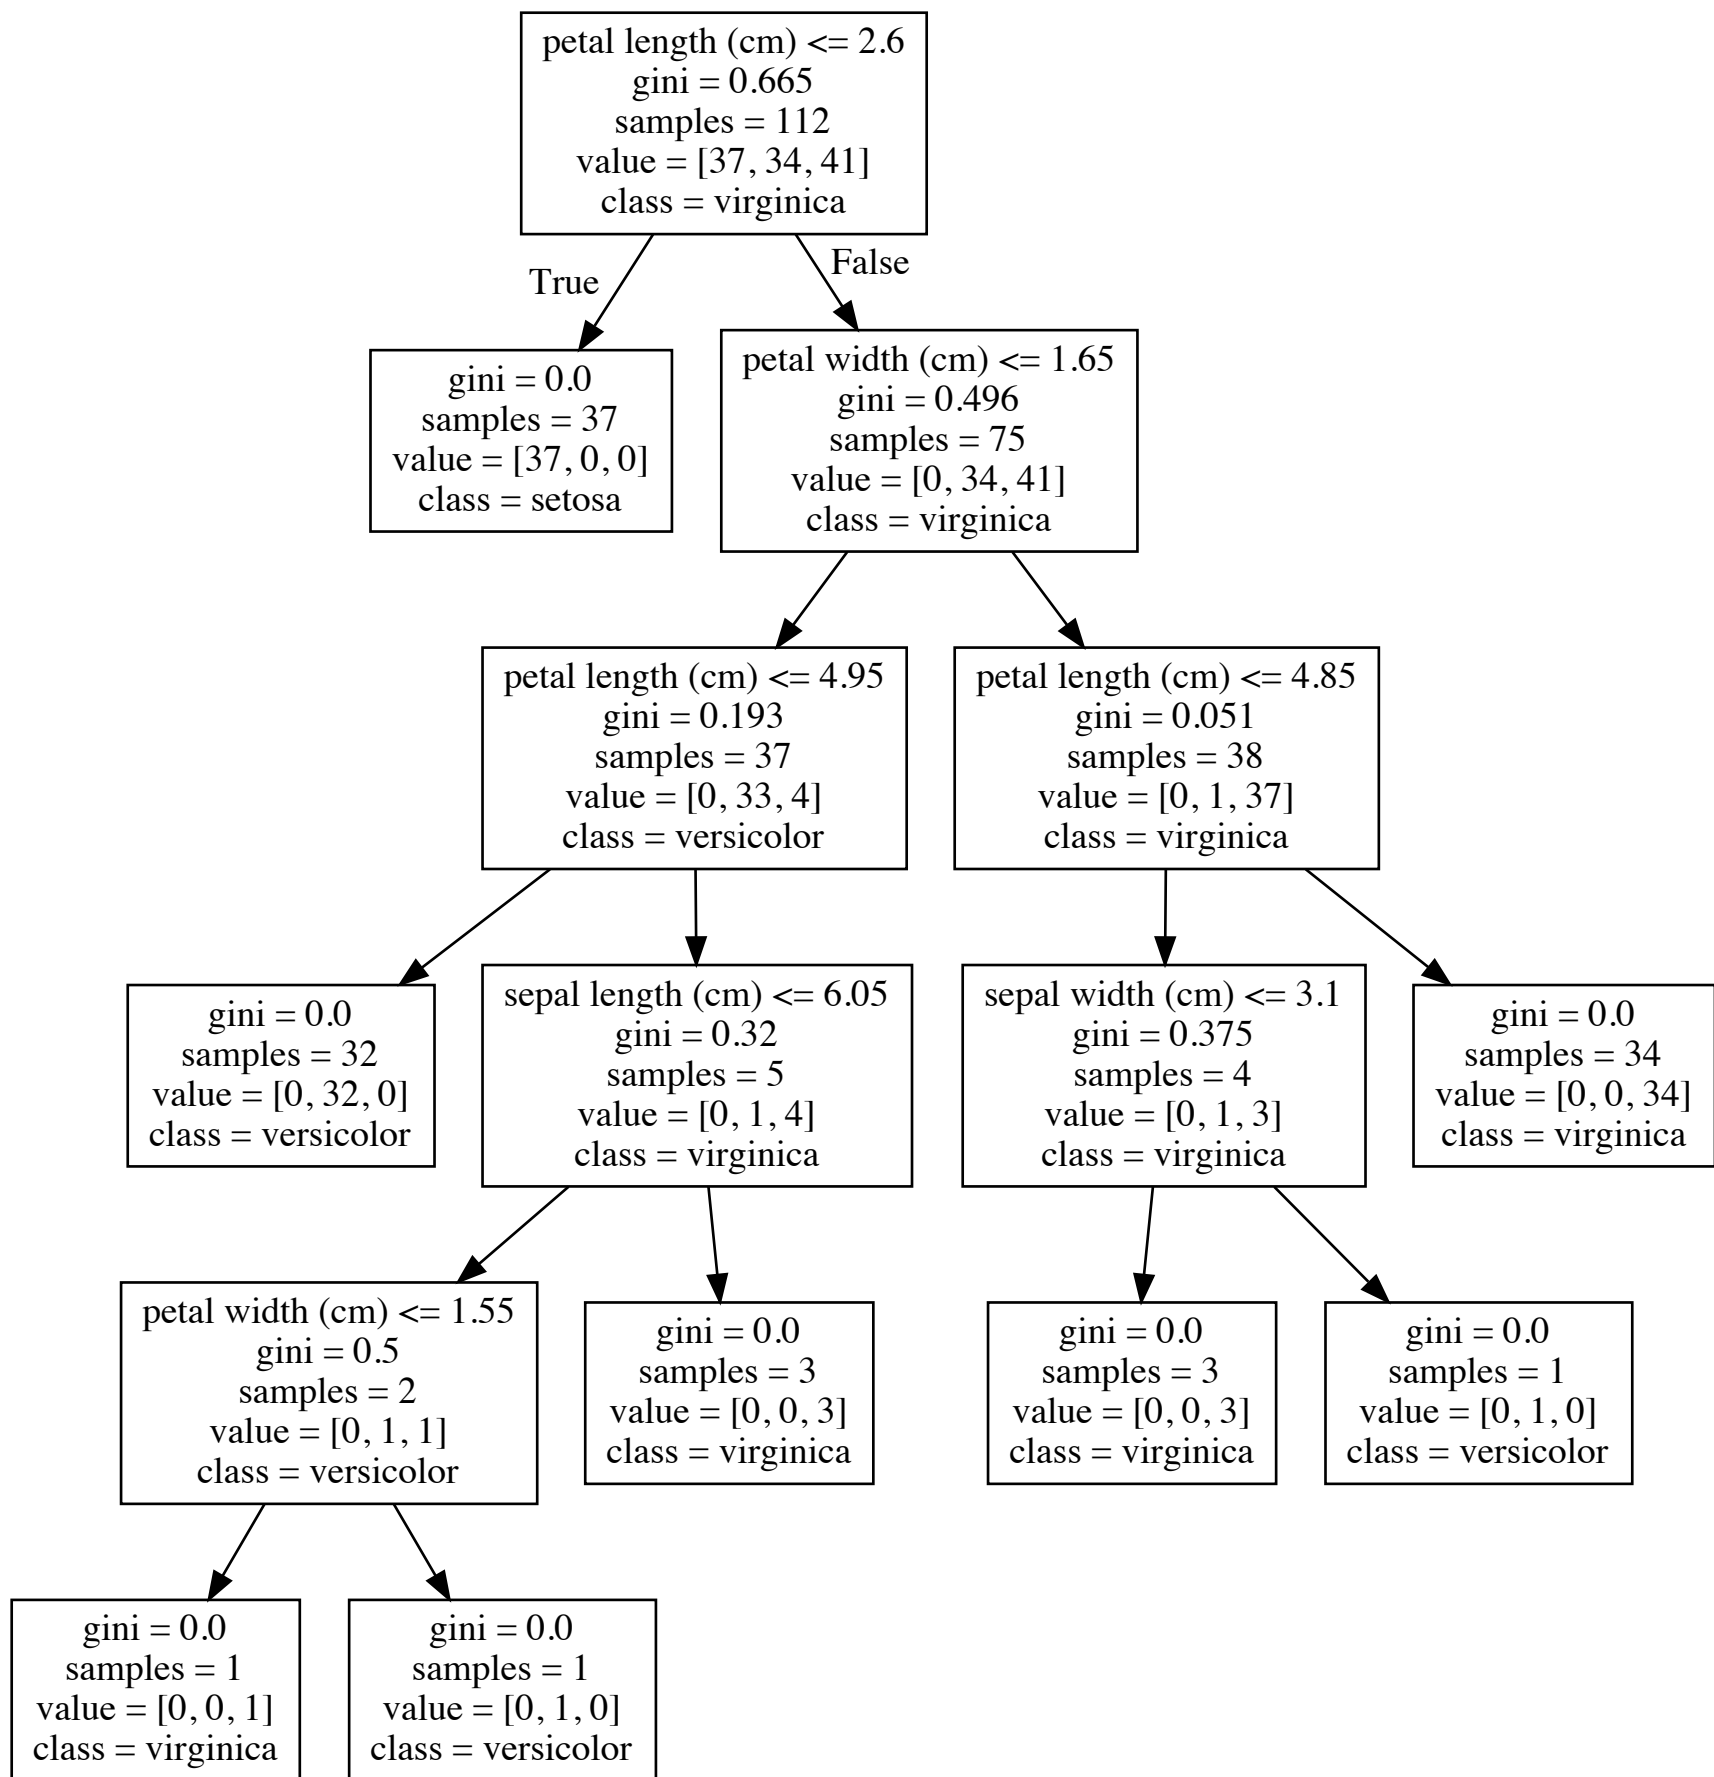 petal length (cm) <= 2.6
gini = 0.665
samples = 112
value = [37, 34, 41]
class = virginica
True
False
gini = 0.0
samples = 37
value = [37, 0, 0]
class = setosa
petal width (cm) <= 1.65
gini = 0.496
samples = 75
value = [0, 34, 41]
class = virginica
petal length (cm) <= 4.95
gini = 0.193
samples = 37
value = [0, 33, 4]
class = versicolor
petal length (cm) <= 4.85
gini = 0.051
samples = 38
value = [0, 1, 37]
class = virginica
gini = 0.0
samples = 32
value = [0, 32, 0]
class = versicolor
sepal length (cm) <= 6.05
gini = 0.32
samples = 5
value = [0, 1, 4]
class = virginica
sepal width (cm) <= 3.1
gini = 0.375
samples = 4
value = [0, 1, 3]
class = virginica
gini = 0.0
samples = 34
value = [0, 0, 34]
class = virginica
petal width (cm) <= 1.55
gini = 0.5
samples = 2
value = [0, 1, 1]
class = versicolor
gini = 0.0
samples = 3
value = [0, 0, 3]
class = virginica
gini = 0.0
samples = 3
value = [0, 0, 3]
class = virginica
gini = 0.0
samples = 1
value = [0, 1, 0]
class = versicolor
gini = 0.0
samples = 1
value = [0, 0, 1]
class = virginica
gini = 0.0
samples = 1
value = [0, 1, 0]
class = versicolor